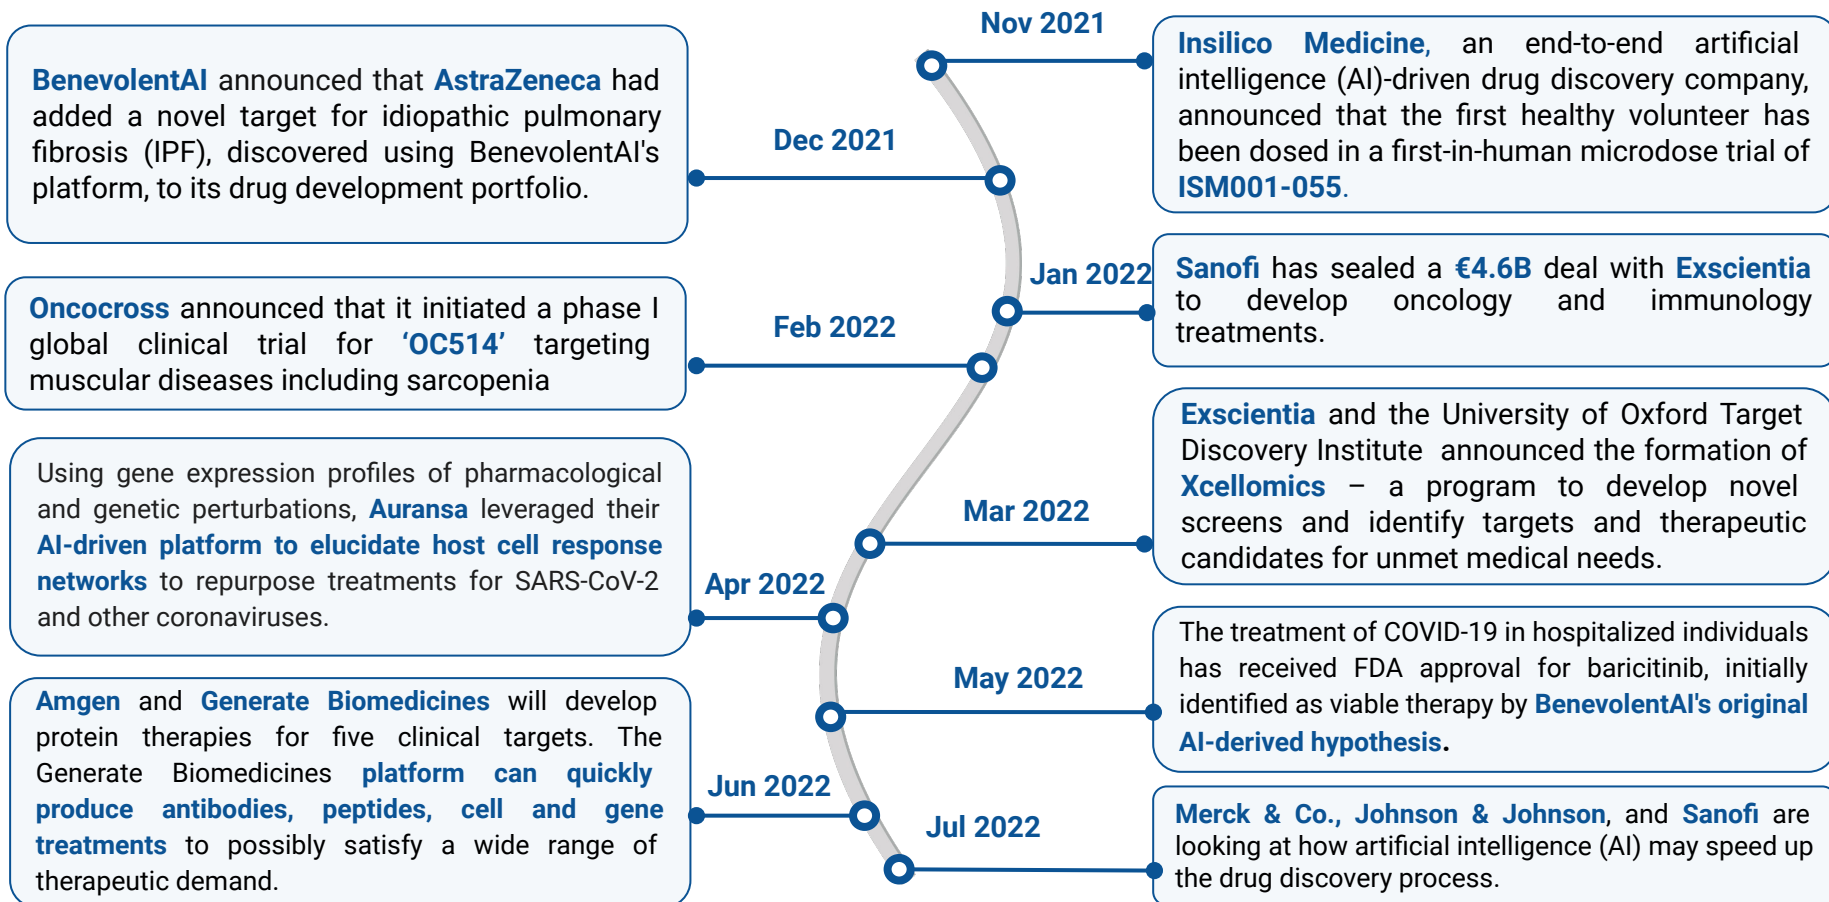 Nov 2021
Insilico Medicine, an end-to-end artificial
intelligence (AI)-driven drug discovery company,
announced that the first healthy volunteer has
been dosed in a first-in-human microdose trial of
ISM001-055.
BenevolentAI announced that AstraZeneca had
added a novel target for idiopathic pulmonary
fibrosis (IPF), discovered using BenevolentAI's
platform, to its drug development portfolio.
Dec 2021
Jan 2022
Sanofi has sealed a €4.6B deal with Exscientia
to develop oncology and immunology
treatments.
Oncocross announced that it initiated a phase I
global clinical trial for ‘OC514’ targeting
muscular diseases including sarcopenia
Feb 2022
Mar 2022
Exscientia and the University of Oxford Target
Discovery Institute announced the formation of
Xcellomics – a program to develop novel
screens and identify targets and therapeutic
candidates for unmet medical needs.
Using gene expression profiles of pharmacological
and genetic perturbations, Auransa leveraged their
AI-driven platform to elucidate host cell response
networks to repurpose treatments for SARS-CoV-2
and other coronaviruses.
Apr 2022
May 2022
The treatment of COVID-19 in hospitalized individuals
has received FDA approval for baricitinib, initially
identified as viable therapy by BenevolentAI's original
AI-derived hypothesis.
Amgen and Generate Biomedicines will develop
protein therapies for five clinical targets. The
Generate Biomedicines platform can quickly
produce antibodies, peptides, cell and gene
treatments to possibly satisfy a wide range of
therapeutic demand.
Jun 2022
Jul 2022
Merck & Co., Johnson & Johnson, and Sanofi are
looking at how artificial intelligence (AI) may speed up
the drug discovery process.